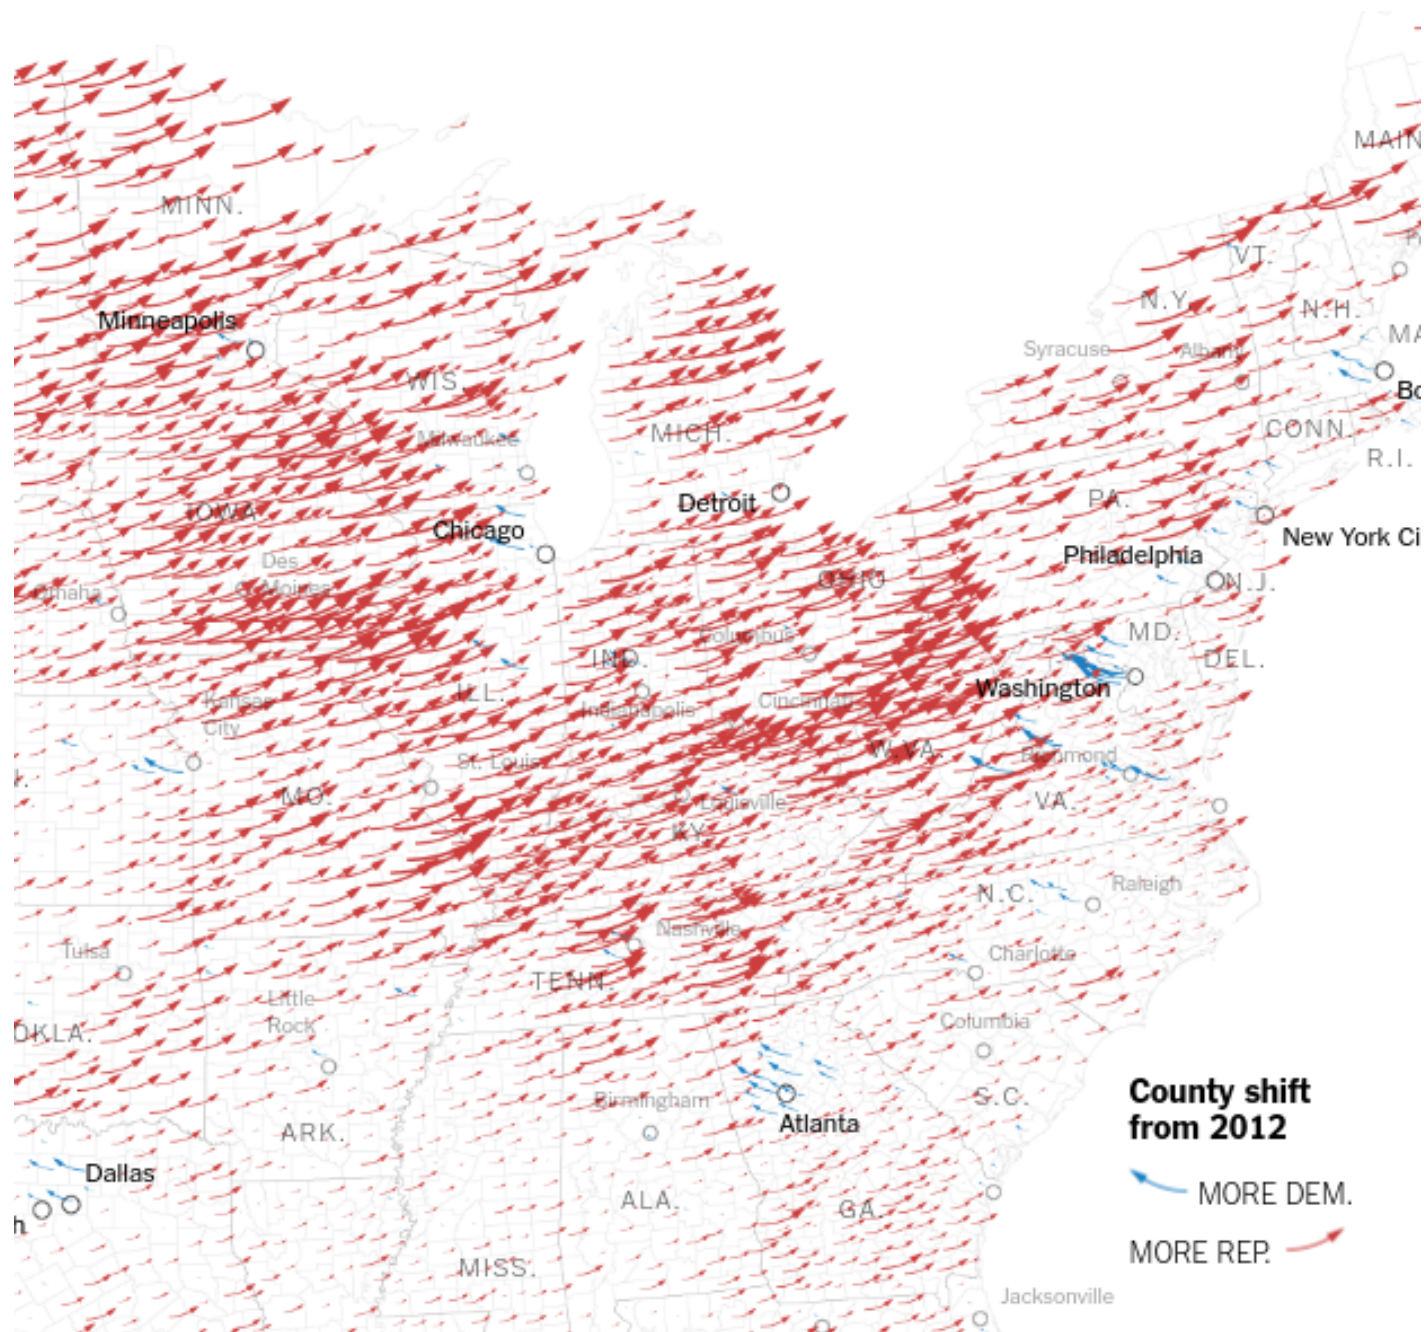 MAIN
MINN.
VT.
N.Y.
N.H.
Minneapolis
MA
Syracuse
Albany
WIS.
Bo
CONN.
MICH.
Milwaukee
R.I.
Detroit
PA.
IOWA
Chicago
New York Ci
Philadelphia
Des
Moines
OHIO
N.J.
Omaha
Columbus
MD.
IND.
DEL.
Washington
ILL.
Kansas
City
Indianapolis
Cincinnati
W.VA.
Richmond
St. Louis
MO.
VA.
Louisville
KY.
N.C.
Raleigh
Nashville
Tulsa
Charlotte
TENN.
Little
Rock
Columbia
OKLA.
Birmingham
S.C.
County shift
from 2012
Atlanta
ARK.
Dallas
MORE DEM.
ALA.
GA.
h
MORE REP.
MISS.
Jacksonville